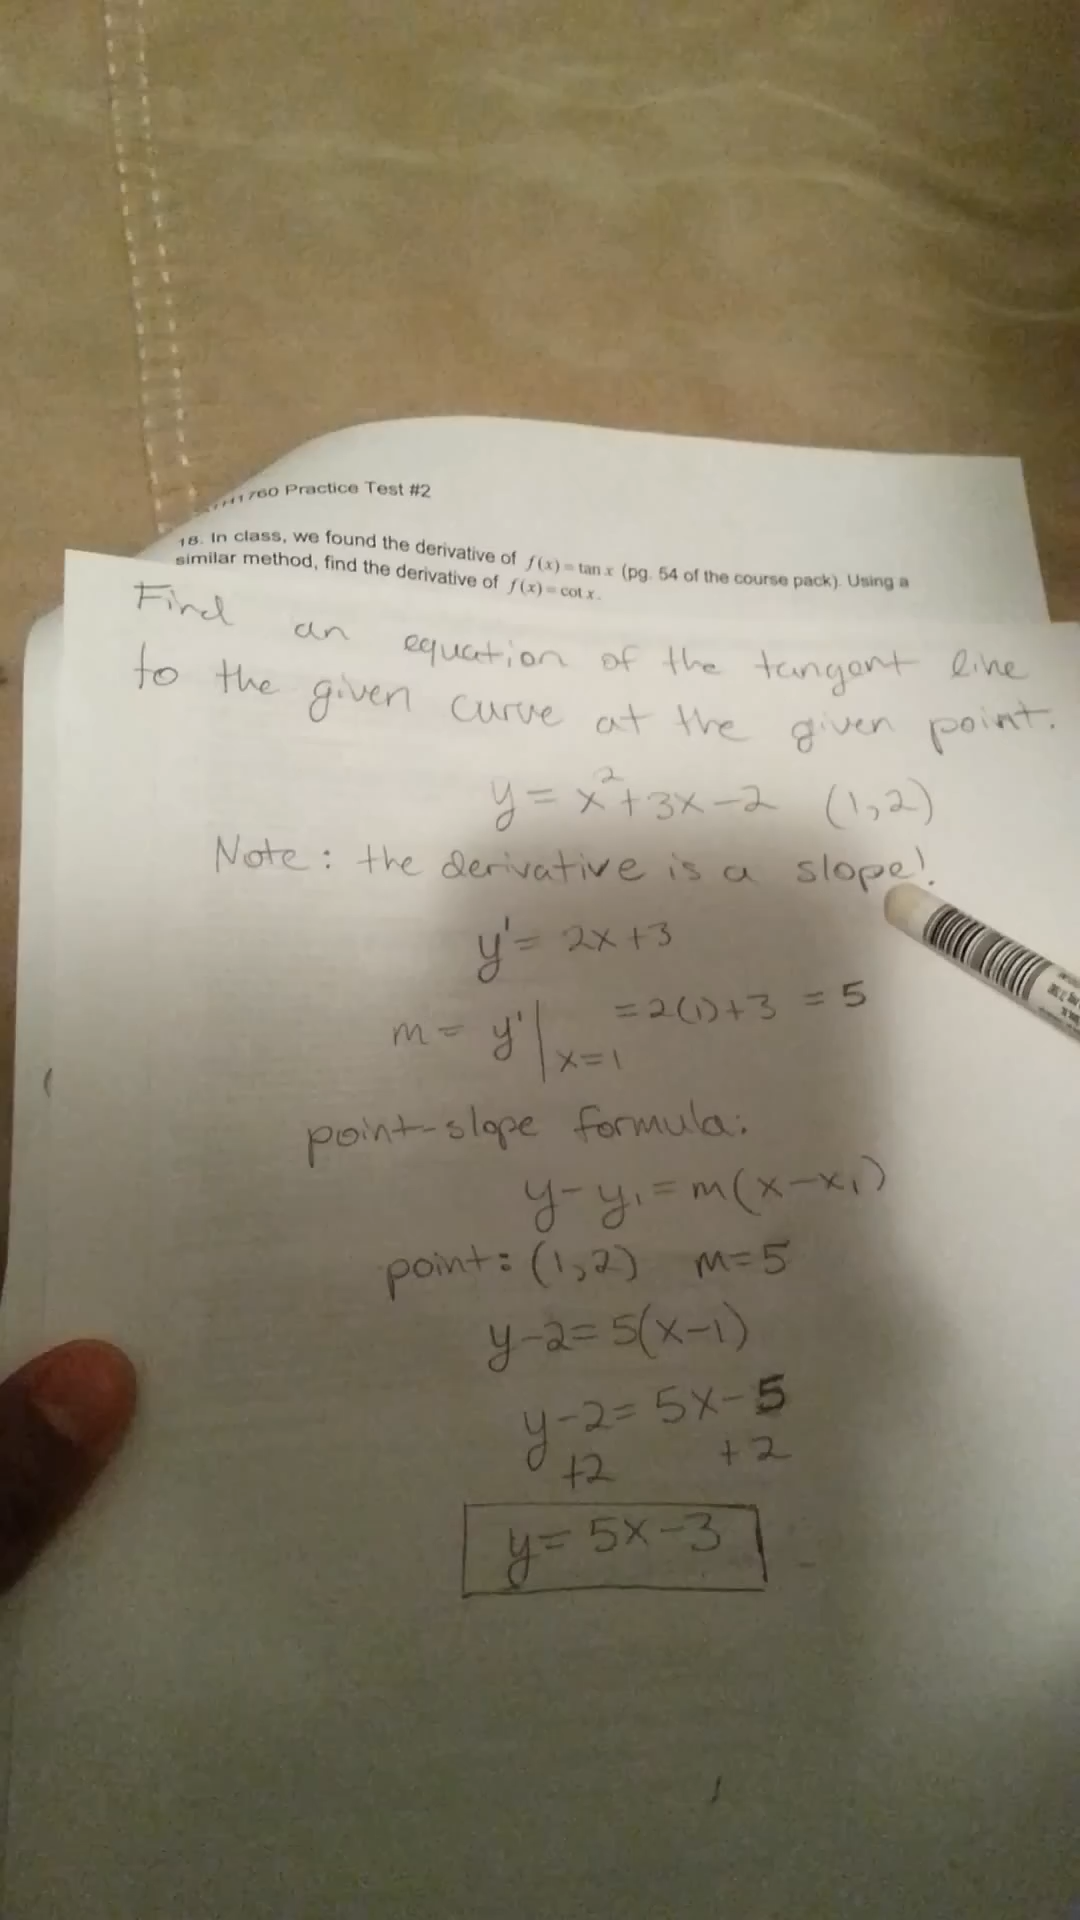 1760 Practice Test #2
18. In class, we found the derivative of f(x) = tan x (pg. 54 of the course pack). Using a
similar method, find the derivative of f(x) = cot x.
Find an equation of the tangent line
to the given curve at the given point.
y = x² + 3x - 2 (1,2)
Note: the derivative is a slope!
y' = 2x + 3
m = y'|x=1 = 2(1) + 3 = 5
point-slope formula:
y - y₁ = m(x - x₁)
point: (1,2) m = 5
y - 2 = 5(x - 1)
y - 2 = 5x - 5
+2 +2
y = 5x - 3